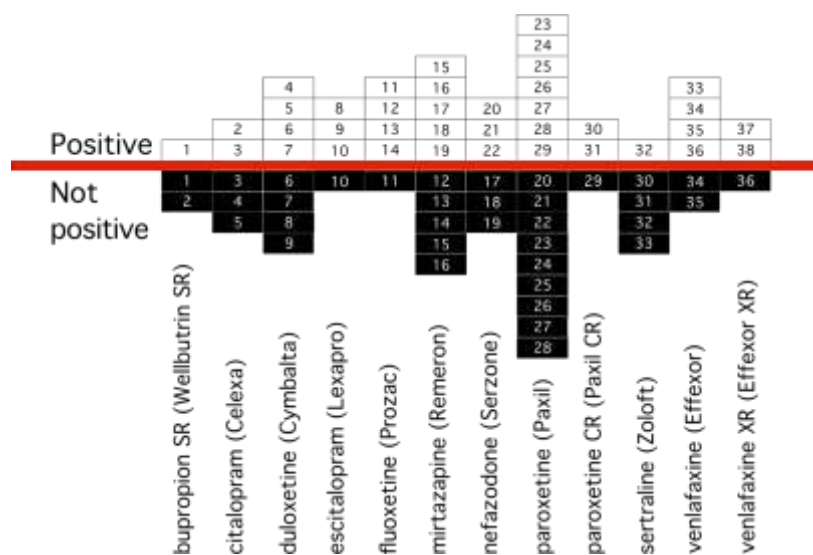 23
24
15 25
16 26
4 11 17 27 33
5 8 12 18 20 28 34
2 6 9 13 19 21 29 30 35 37
Positive 1 3 7 10 14 22 31 32 36 38
Not positive
1 3 6 10 11 12 17 20 29 30 34 36
2 4 7 13 18 21 31 35
5 8 14 19 22 32
9 15 23 33
16 24
25
26
27
28
bupropion SR (Wellbutrin SR)
citalopram (Celexa)
duloxetine (Cymbalta)
escitalopram (Lexapro)
fluoxetine (Prozac)
mirtazapine (Remeron)
nefazodone (Serzone)
paroxetine (Paxil)
paroxetine CR (Paxil CR)
sertraline (Zoloft)
venlafaxine (Effexor)
venlafaxine XR (Effexor XR)